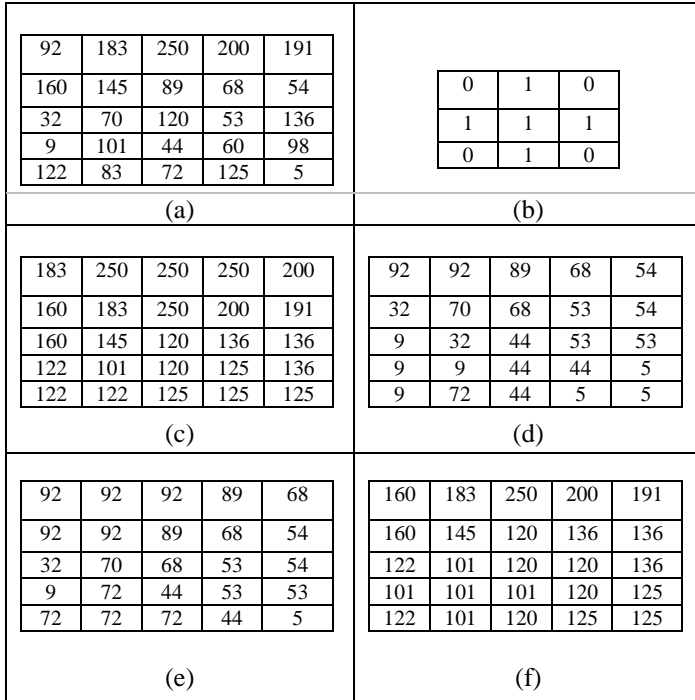 92 183 250 200 191
160 145 89 68 54
32 70 120 53 136
9 101 44 60 98
122 83 72 125 5
(a)
0 1 0
1 1 1
0 1 0
(b)
183 250 250 250 200
160 183 250 200 191
160 145 120 136 136
122 101 120 125 136
122 122 125 125 125
(c)
92 92 89 68 54
32 70 68 53 54
9 32 44 53 53
9 9 44 44 5
9 72 44 5 5
(d)
92 92 92 89 68
92 92 89 68 54
32 70 68 53 54
9 72 44 53 53
72 72 72 44 5
(e)
160 183 250 200 191
160 145 120 136 136
122 101 120 120 136
101 101 101 120 125
122 101 120 125 125
(f)